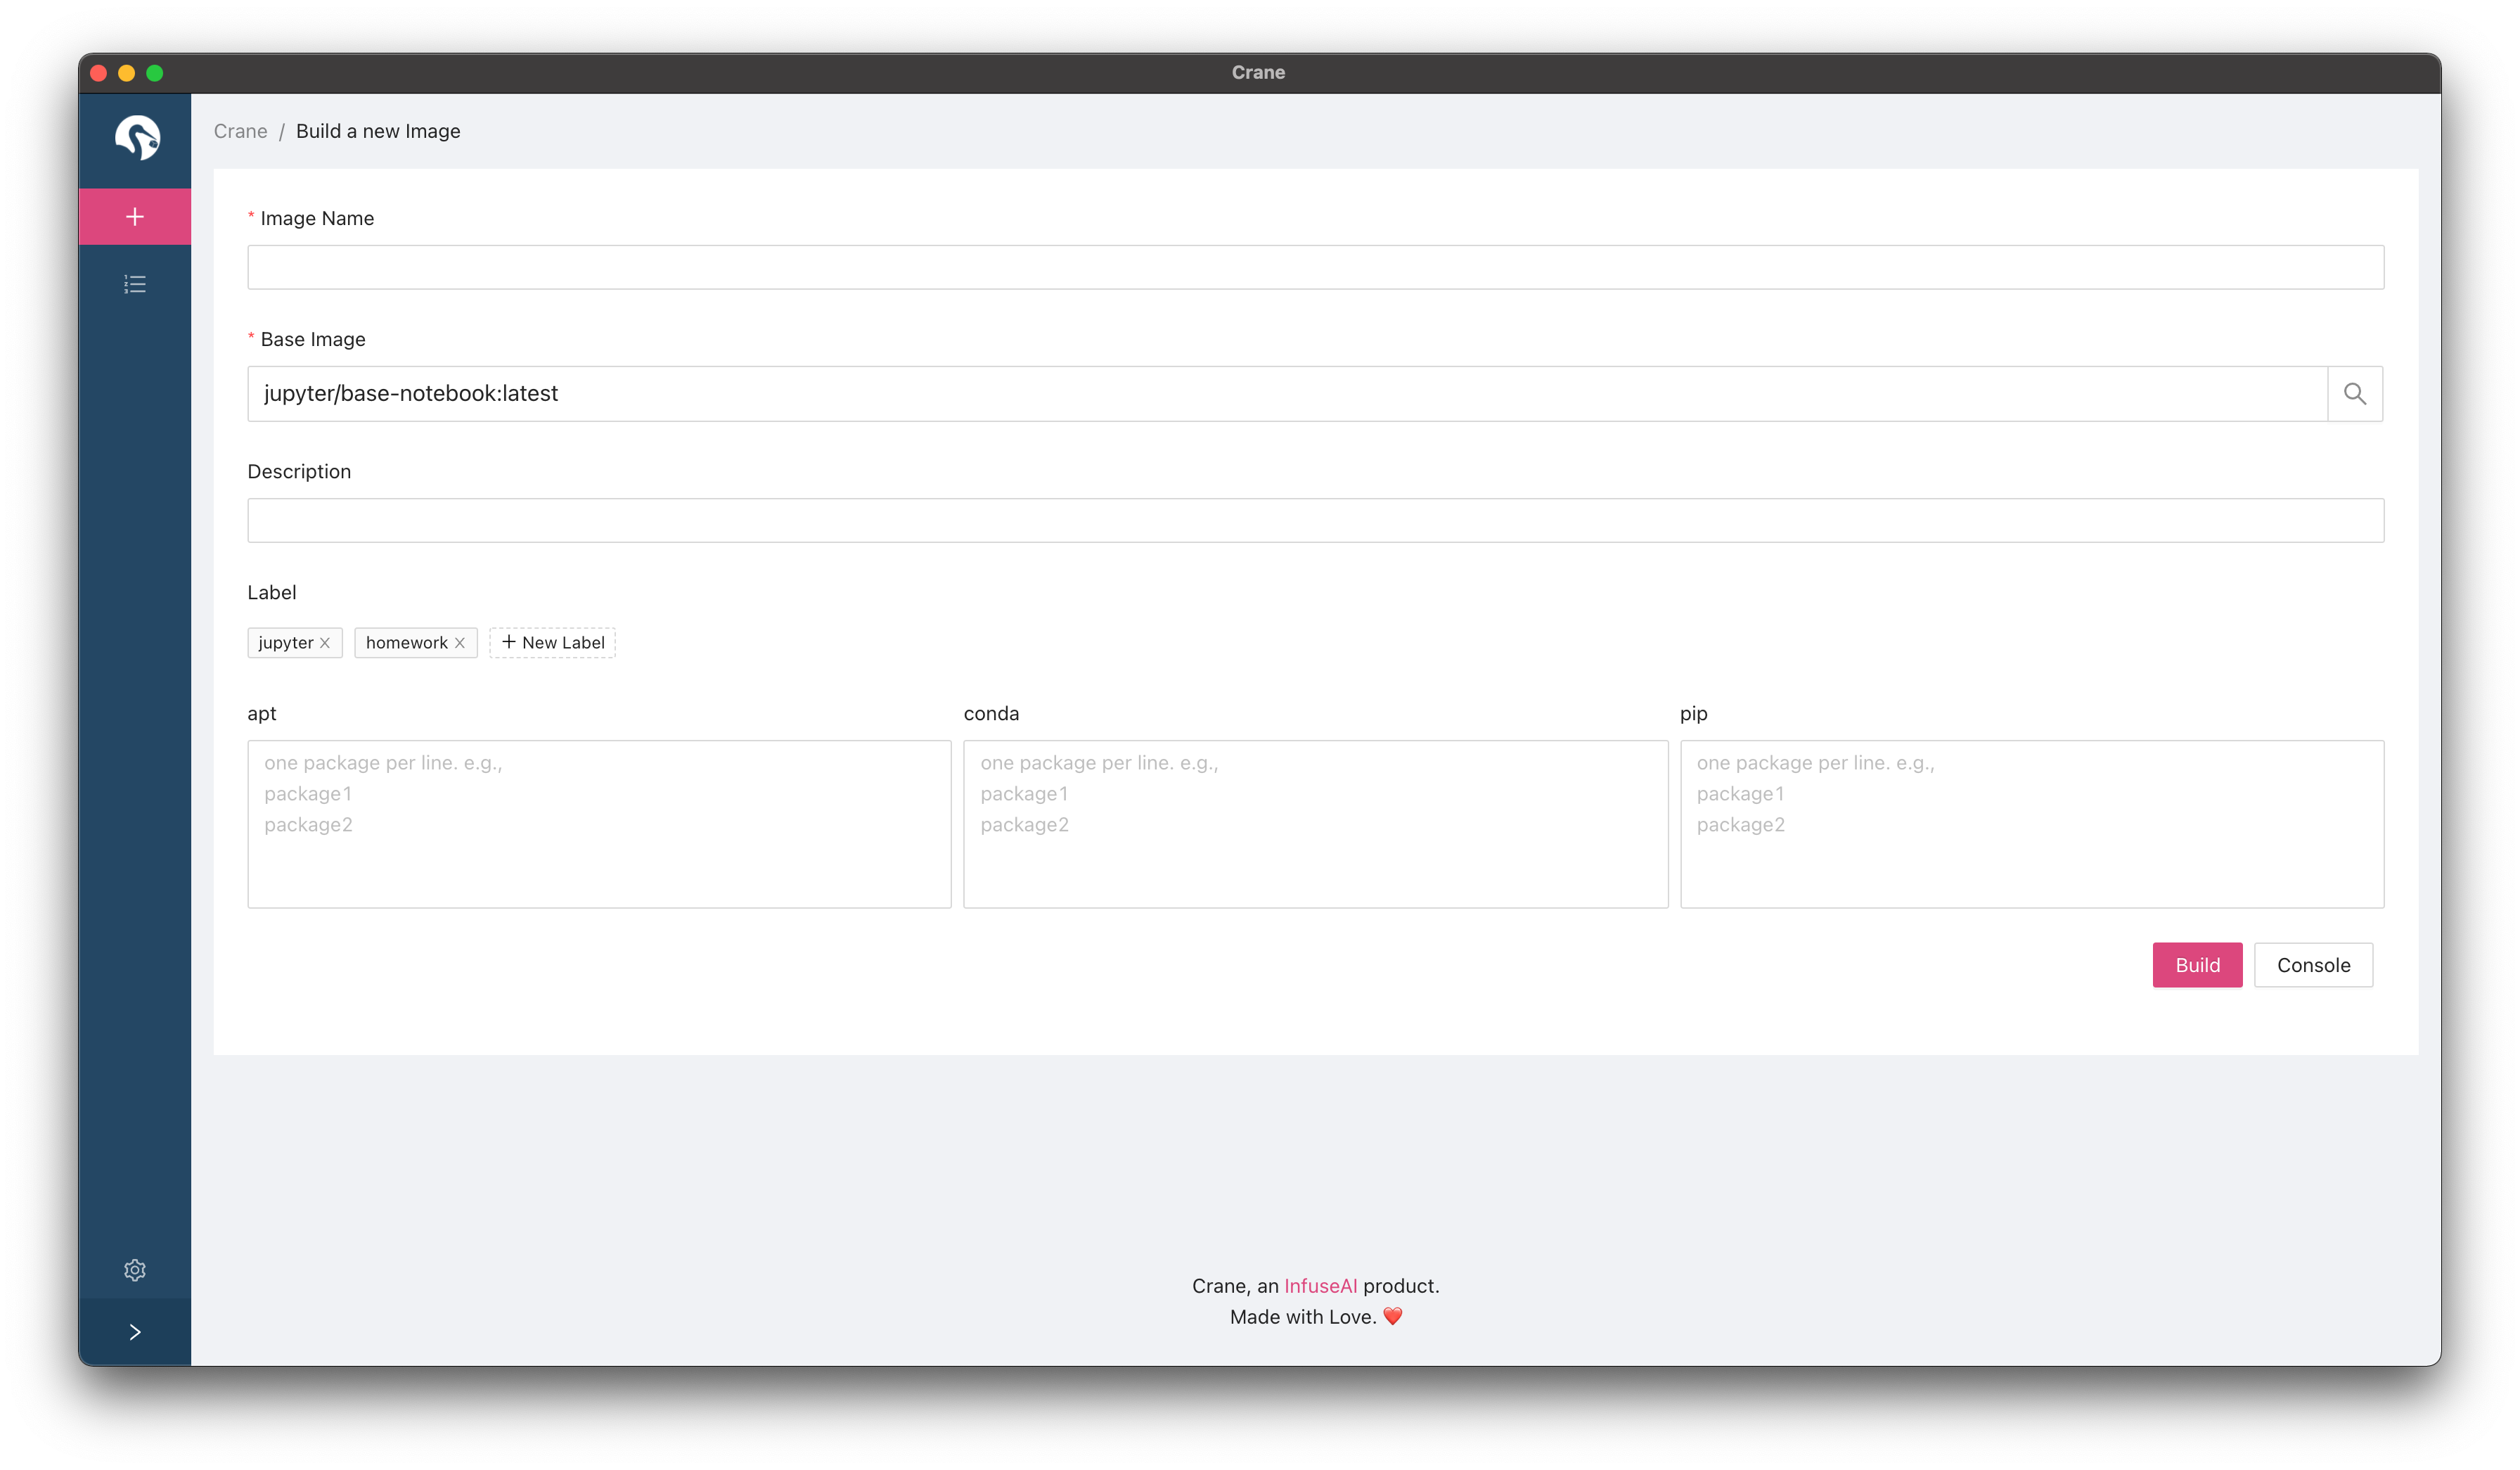 Crane
Crane / Build a new Image
* Image Name
* Base Image
jupyter/base-notebook:latest
Description
Label
jupyter homework + New Label
apt conda pip
one package per line. e.g., one package per line. e.g., one package per line. e.g.,
package1 package1 package1
package2 package2 package2
Build Console
Crane, an InfuseAI product.
Made with Love. ❤️